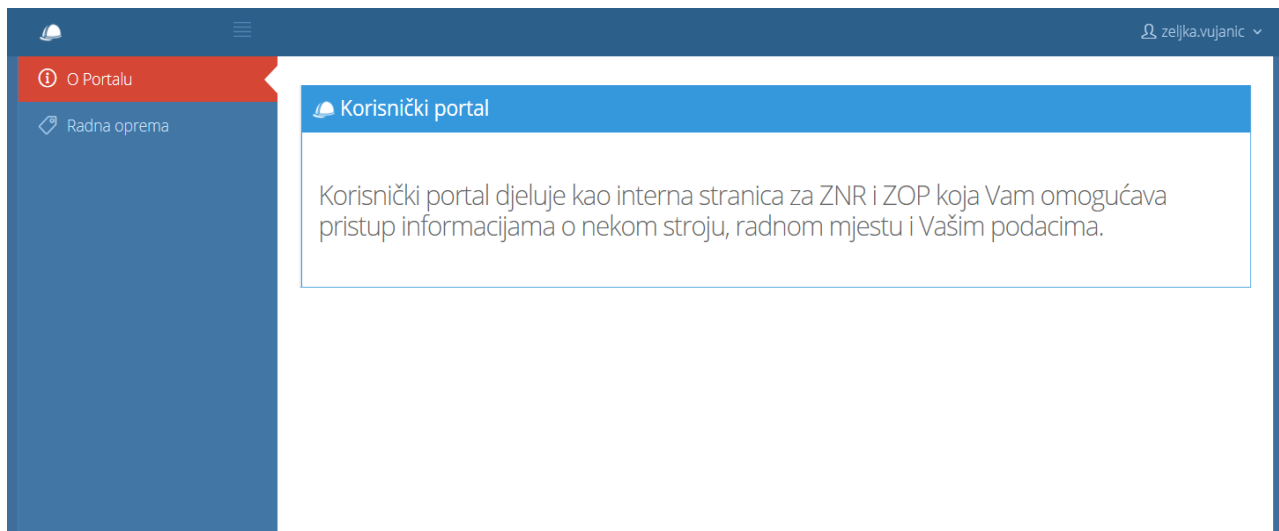 zeljka.vujanic
O Portalu
Radna oprema
Korisnički portal
Korisnički portal djeluje kao interna stranica za ZNR i ZOP koja Vam omogućava
pristup informacijama o nekom stroju, radnom mjestu i Vašim podacima.